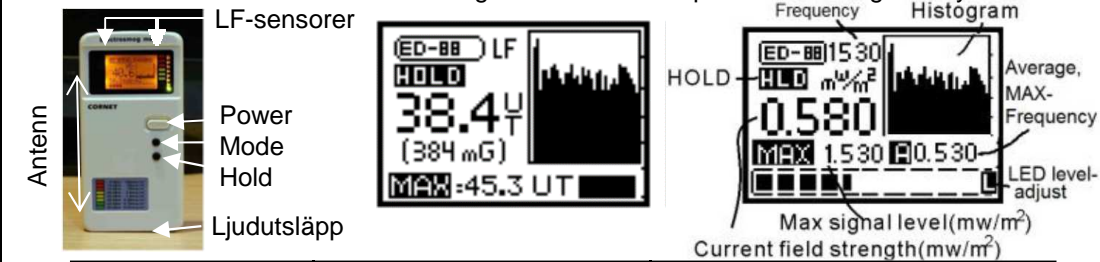 LF-sensorer
CORNET
Antenn
Power
Mode
Hold
Ljudutsläpp
ED-88 LF
HOLD
38.4 UT
(384 mG)
MAX:45.3 UT
Frequency
Histogram
HOLD
ED-88 1530
HLD mW/m²
0.580
MAX 1.530 A 0.530
Average,
MAX-
Frequency
LED level-
adjust
Max signal level(mw/m²)
Current field strength(mw/m²)